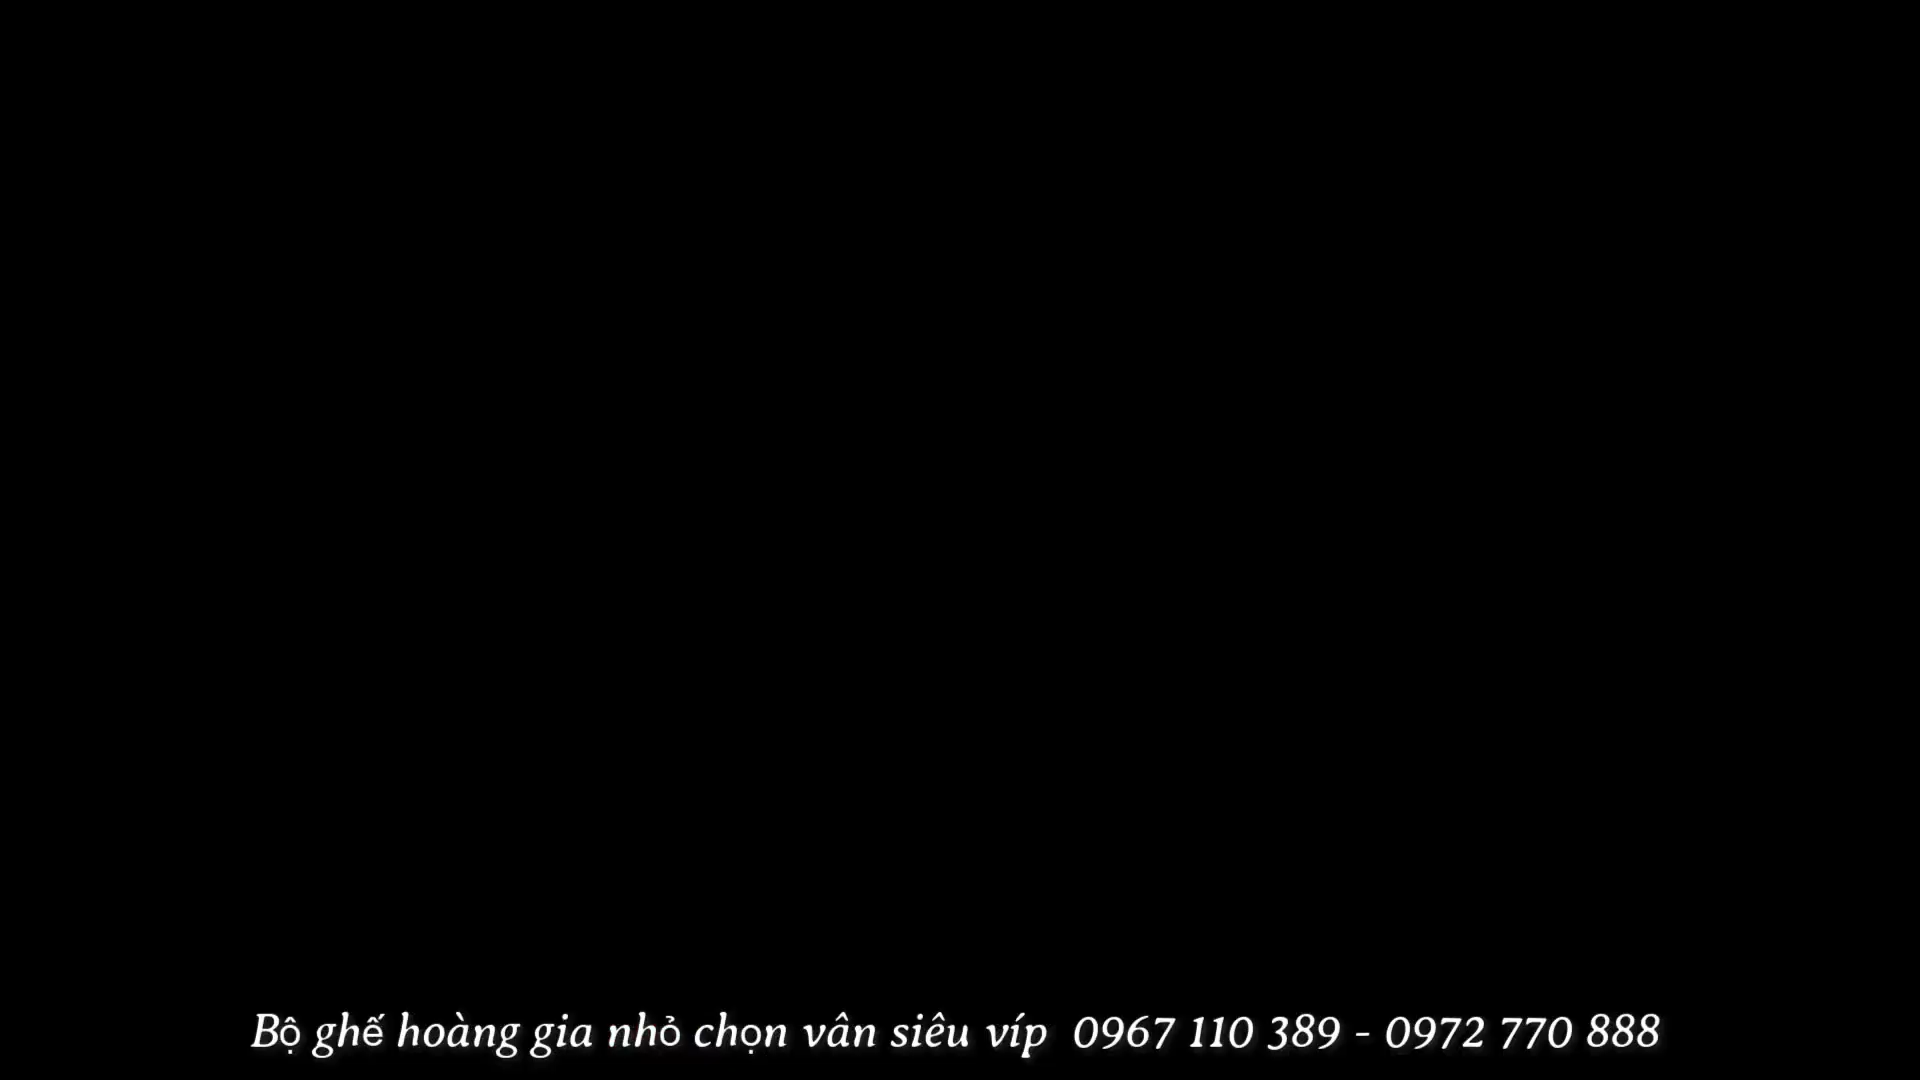 Bộ ghế hoàng gia nhỏ chọn vân siêu víp 0967 110 389 - 0972 770 888